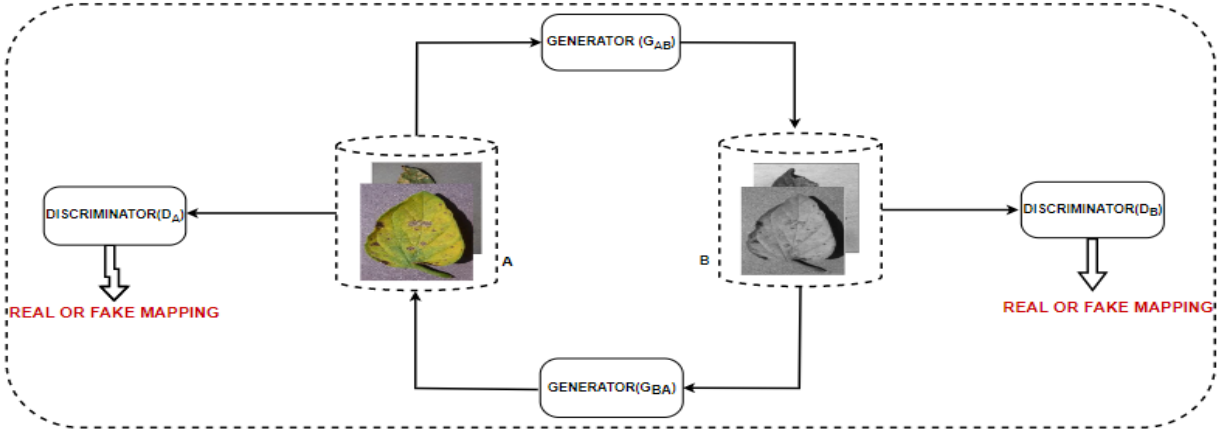 GENERATOR (GAB)
DISCRIMINATOR(DA)
DISCRIMINATOR(DB)
A
B
REAL OR FAKE MAPPING
REAL OR FAKE MAPPING
GENERATOR(GBA)